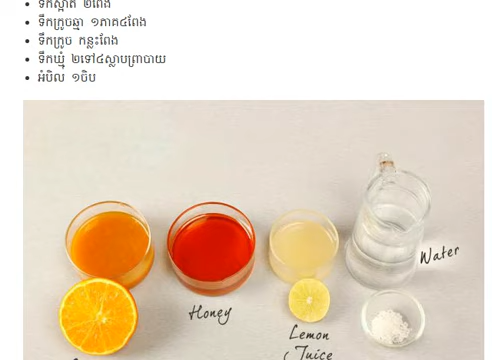 ទឹកស្អាត ២ពែង
ទឹកក្រូចឆ្មា ១ភាគ៤ពែង
ទឹកក្រូច កន្លះពែង
ទឹកឃ្មុំ ២ទៅ៤ស្លាបព្រាបាយ
អំបិល ១ចិប
Water
Honey
Lemon
Juice